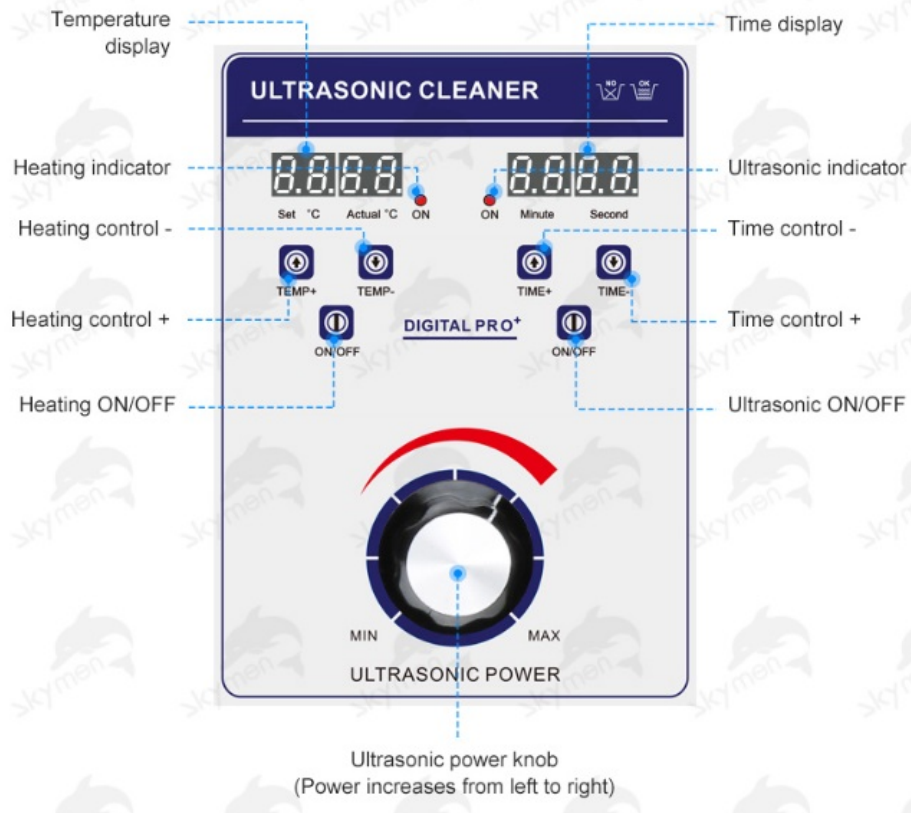 Temperature
display
Time display
ULTRASONIC CLEANER
NO
OK
Heating indicator
Ultrasonic indicator
8.8.
8.8.
8.8.
8.8.
Set °C
Actual °C
ON
ON
Minute
Second
Heating control -
Time control -
TEMP+
TEMP-
TIME+
TIME-
Heating control +
Time control +
DIGITAL PRO+
ON/OFF
ON/OFF
Heating ON/OFF
Ultrasonic ON/OFF
MIN
MAX
ULTRASONIC POWER
Ultrasonic power knob
(Power increases from left to right)
skymen